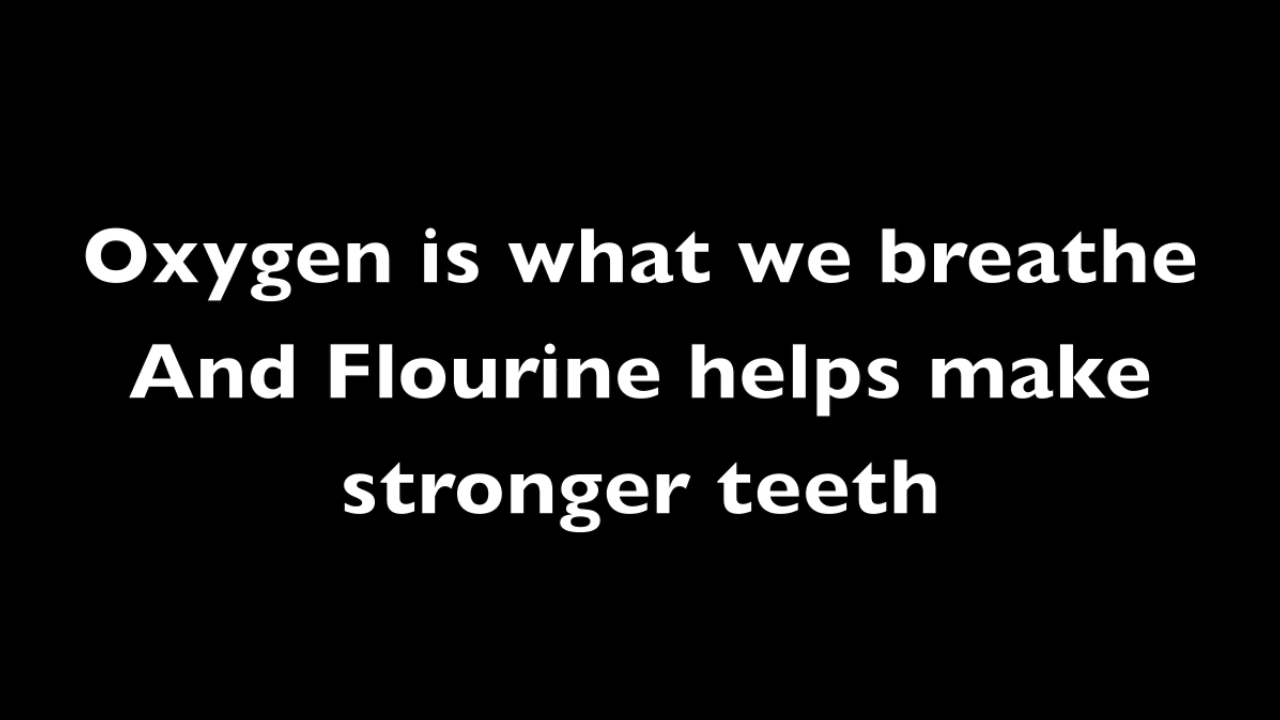 Oxygen is what we breathe
And Flourine helps make
stronger teeth